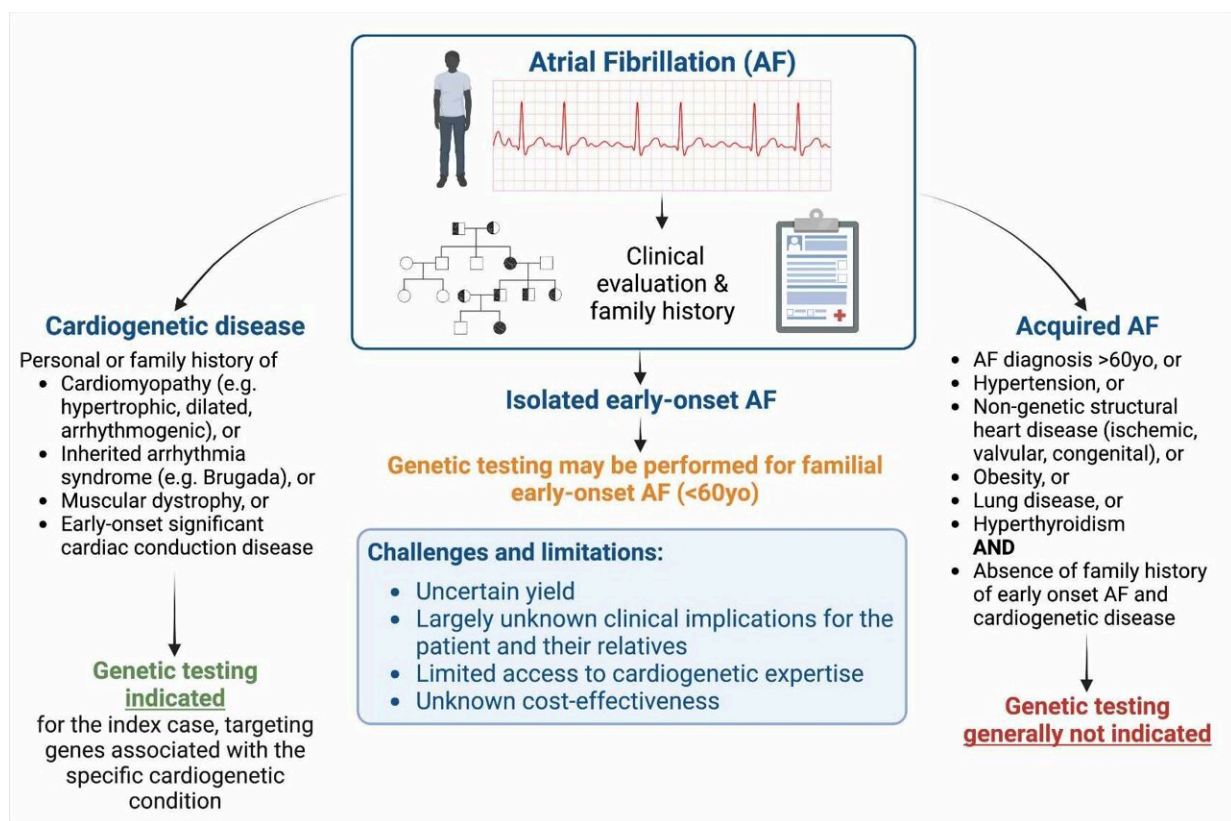 Atrial Fibrillation (AF)
Clinical
evaluation &
family history
Cardiogenetic disease
Personal or family history of
• Cardiomyopathy (e.g.
hypertrophic, dilated,
arrhythmogenic), or
• Inherited arrhythmia
syndrome (e.g. Brugada), or
• Muscular dystrophy, or
• Early-onset significant
cardiac conduction disease
Genetic testing
indicated
for the index case, targeting
genes associated with the
specific cardiogenetic
condition
Isolated early-onset AF
Genetic testing may be performed for familial
early-onset AF (<60yo)
Challenges and limitations:
• Uncertain yield
• Largely unknown clinical implications for the
patient and their relatives
• Limited access to cardiogenetic expertise
• Unknown cost-effectiveness
Acquired AF
• AF diagnosis >60yo, or
• Hypertension, or
• Non-genetic structural
heart disease (ischemic,
valvular, congenital), or
• Obesity, or
• Lung disease, or
• Hyperthyroidism
AND
• Absence of family history
of early onset AF and
cardiogenetic disease
Genetic testing
generally not indicated